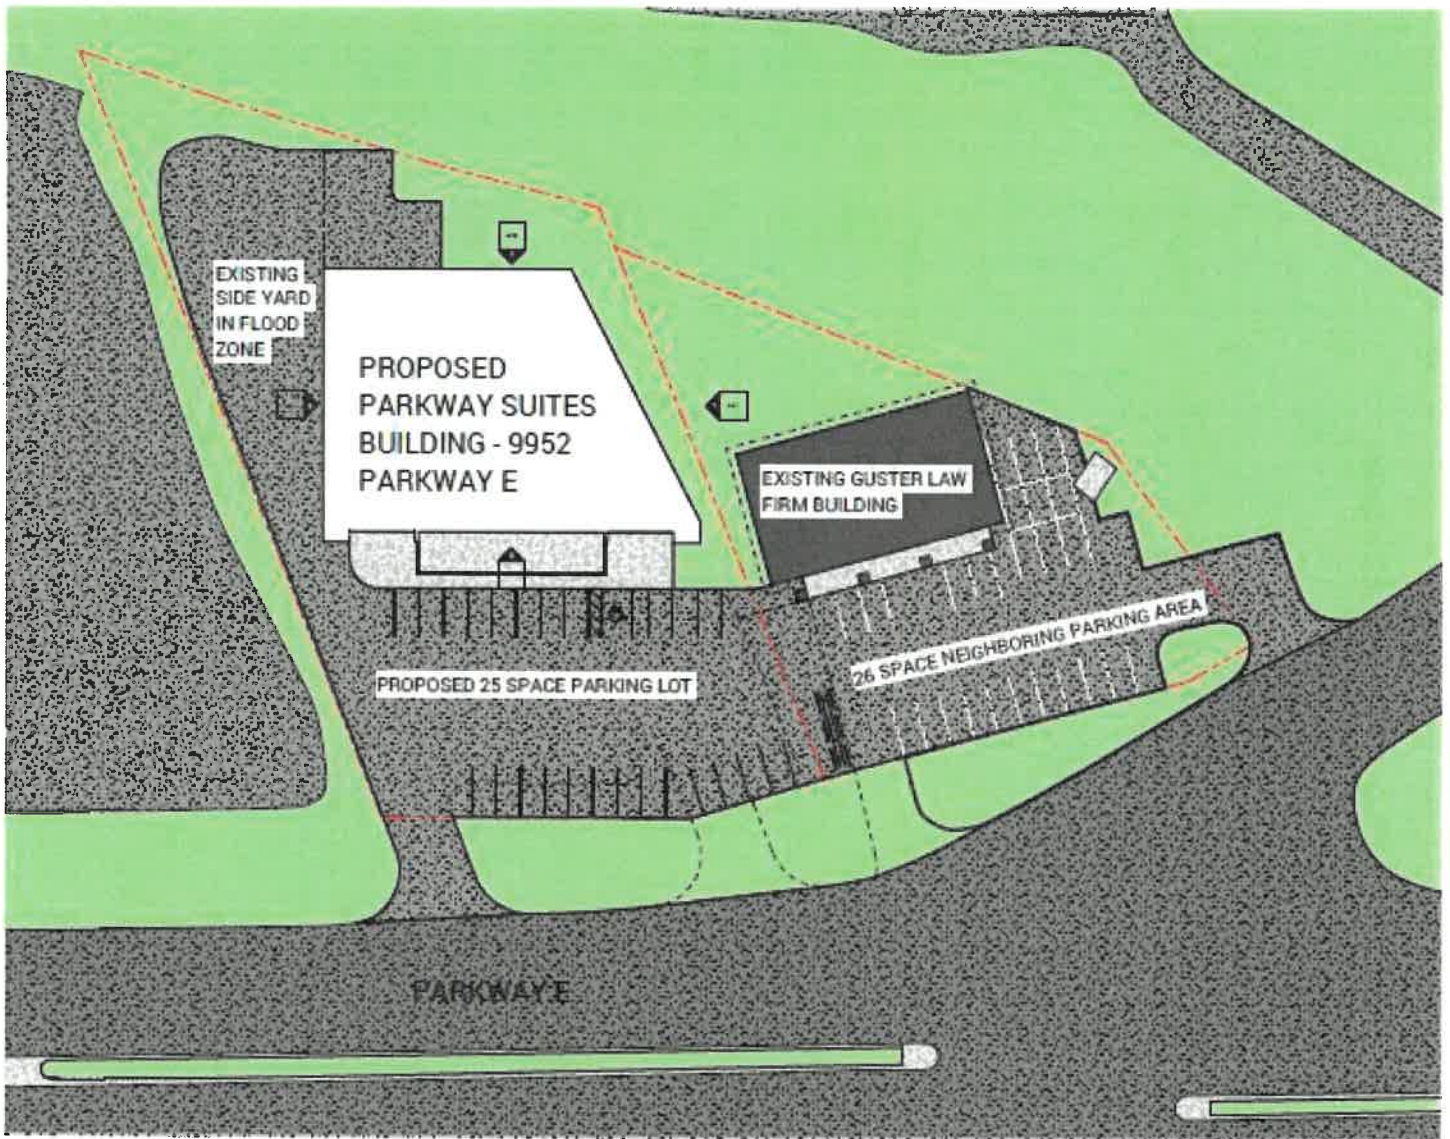 EXISTING
SIDE YARD
IN FLOOD
ZONE
PROPOSED
PARKWAY SUITES
BUILDING - 9952
PARKWAY E
EXISTING GUSTER LAW
FIRM BUILDING
26 SPACE NEIGHBORING PARKING AREA
PROPOSED 25 SPACE PARKING LOT
PARKWAY E